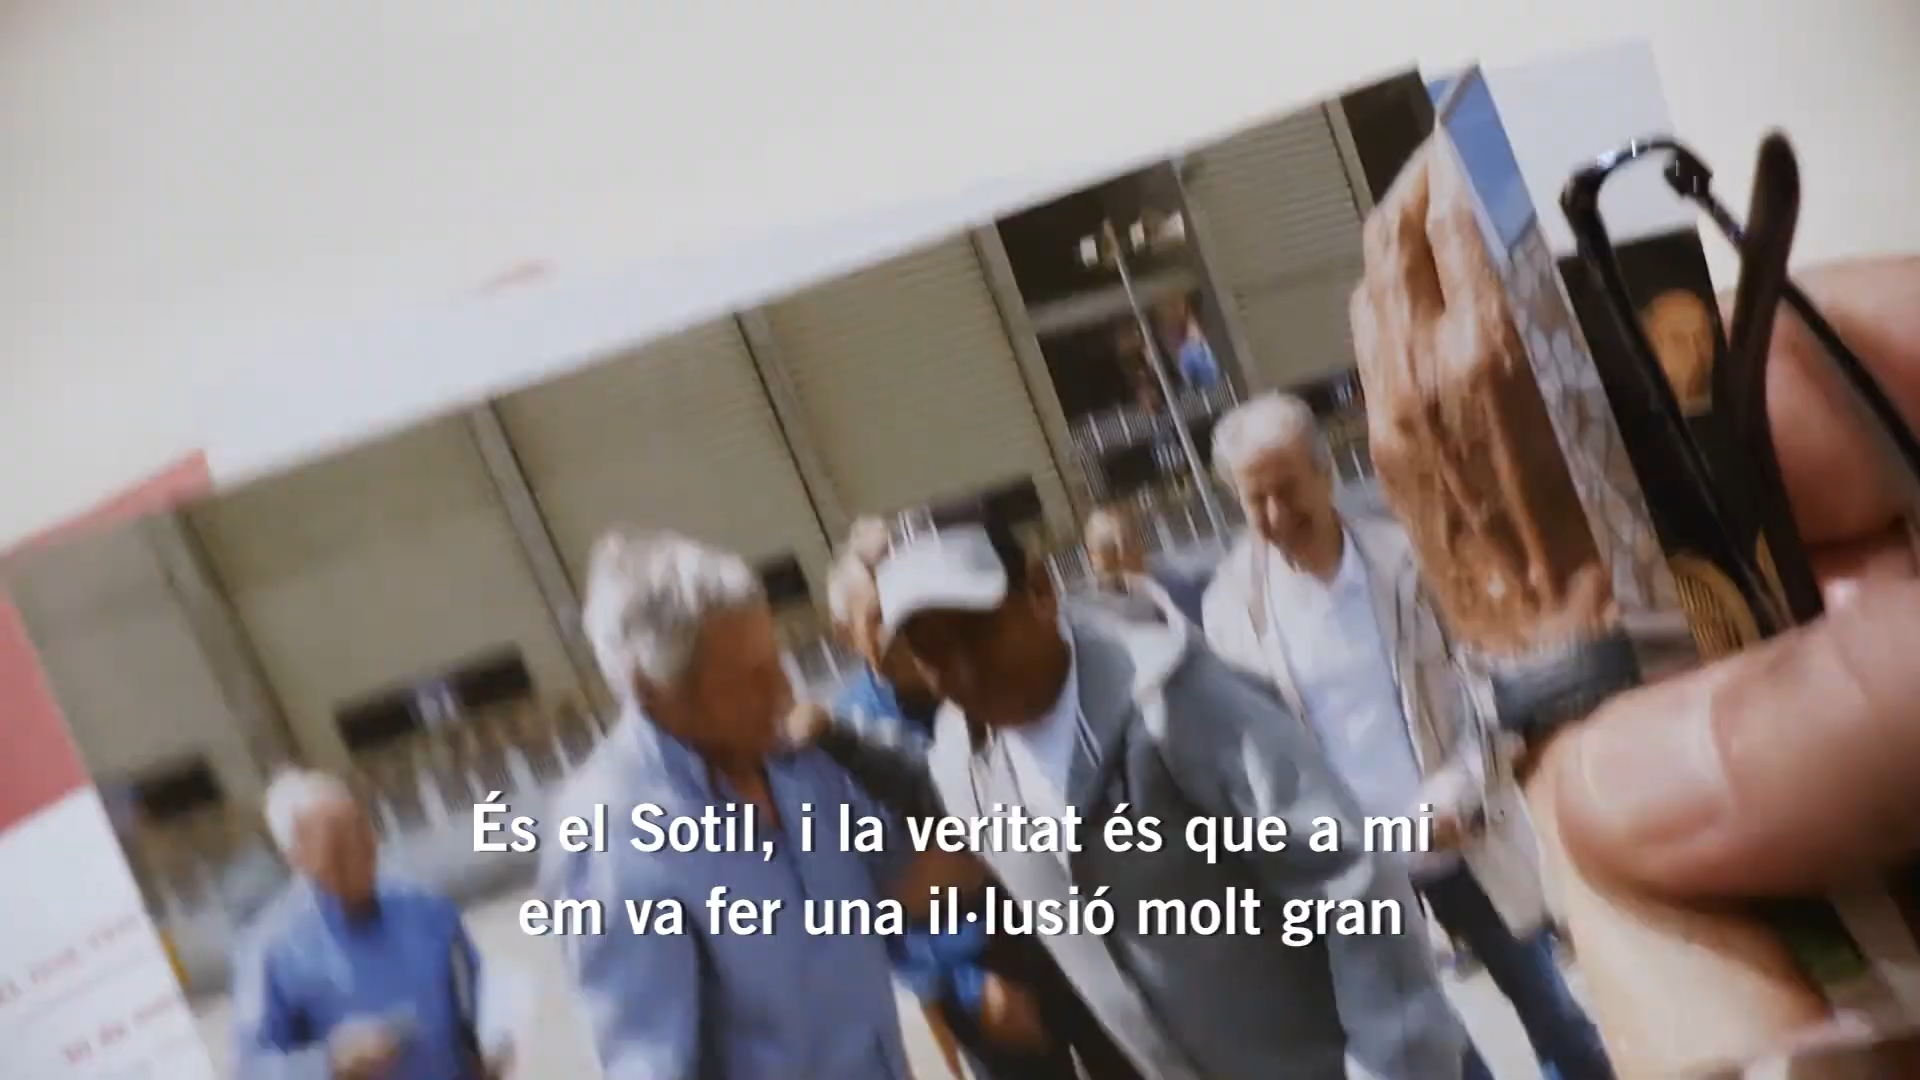 És el Sotil, i la veritat és que a mi
em va fer una il·lusió molt gran